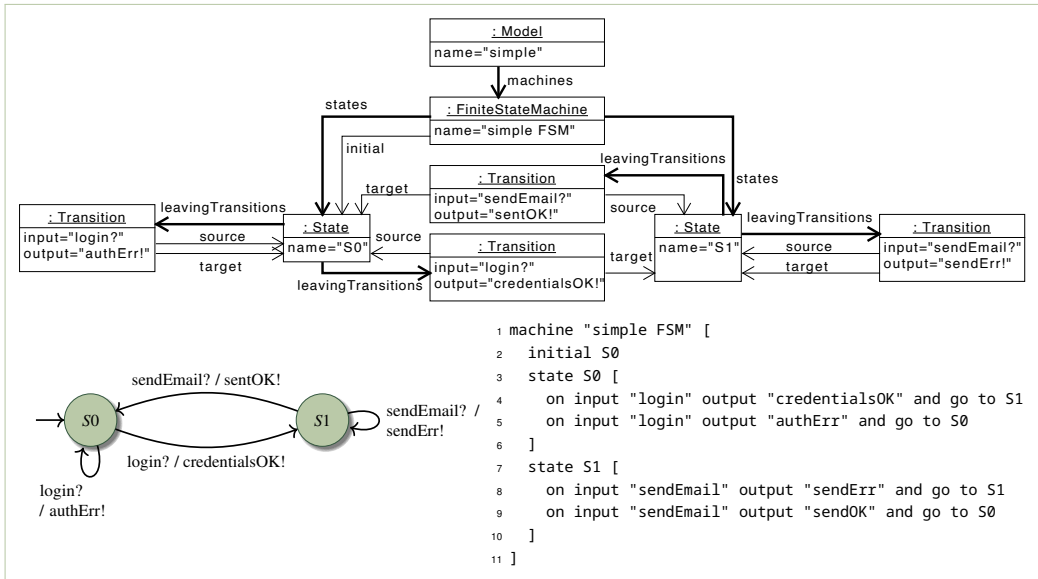 : Model
name="simple"
machines
states
: FiniteStateMachine
name="simple FSM"
initial
leavingTransitions
states
target
: Transition
input="sendEmail?"
output="sentOK!"
source
: Transition
input="login?"
output="authErr!"
leavingTransitions
source
target
: State
name="S0"
source
leavingTransitions
: Transition
input="login?"
output="credentialsOK!"
target
: State
name="S1"
leavingTransitions
source
target
: Transition
input="sendEmail?"
output="sendErr!"
sendEmail? / sentOK!
S0
S1
sendEmail? /
sendErr!
login? / credentialsOK!
login?
/ authErr!
1 machine "simple FSM" [
2 initial S0
3 state S0 [
4 on input "login" output "credentialsOK" and go to S1
5 on input "login" output "authErr" and go to S0
6 ]
7 state S1 [
8 on input "sendEmail" output "sendErr" and go to S1
9 on input "sendEmail" output "sendOK" and go to S0
10 ]
11 ]